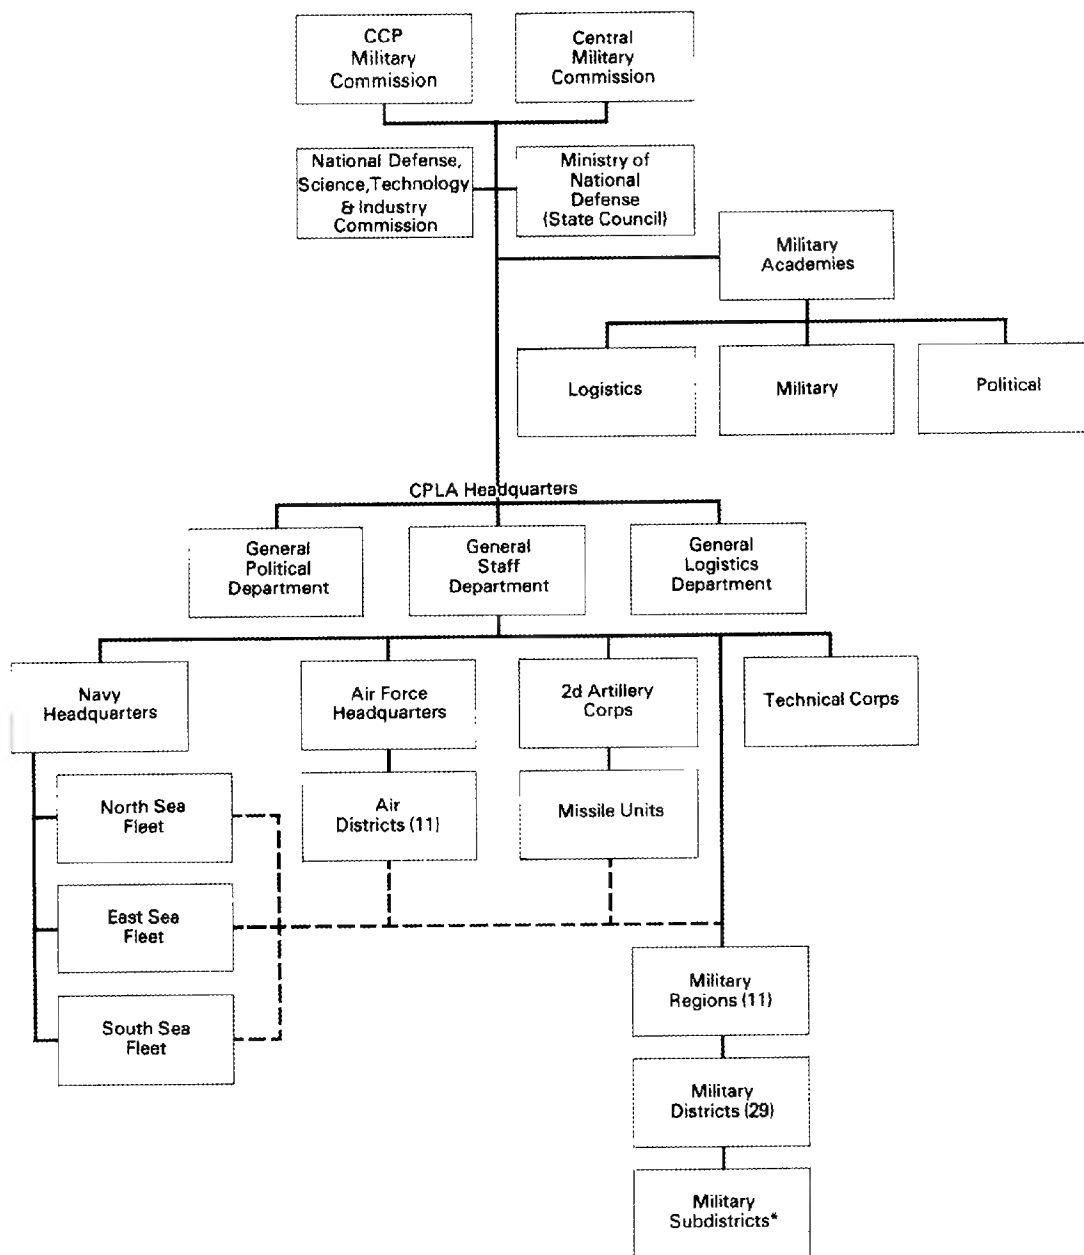 CCP
Military
Commission
Central
Military
Commission
National Defense,
Science,Technology
& Industry
Commission
Ministry of
National
Defense
(State Council)
Military
Academies
Logistics
Military
Political
CPLA Headquarters
General
Political
Department
General
Staff
Department
General
Logistics
Department
Navy
Headquarters
Air Force
Headquarters
2d Artillery
Corps
Technical Corps
North Sea
Fleet
Air
Districts (11)
Missile Units
East Sea
Fleet
South Sea
Fleet
Military
Regions (11)
Military
Districts (29)
Military
Subdistricts*